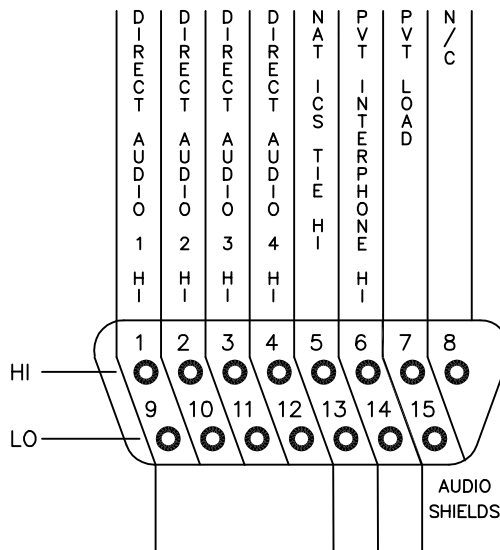 DIRECT AUDIO 1 HI
DIRECT AUDIO 2 HI
DIRECT AUDIO 3 HI
DIRECT AUDIO 4 HI
NAT ICS TIE HI
PVT INTERPHONE HI
PVT LOAD
N/C
1 2 3 4 5 6 7 8
HI
9 10 11 12 13 14 15
LO
AUDIO
SHIELDS